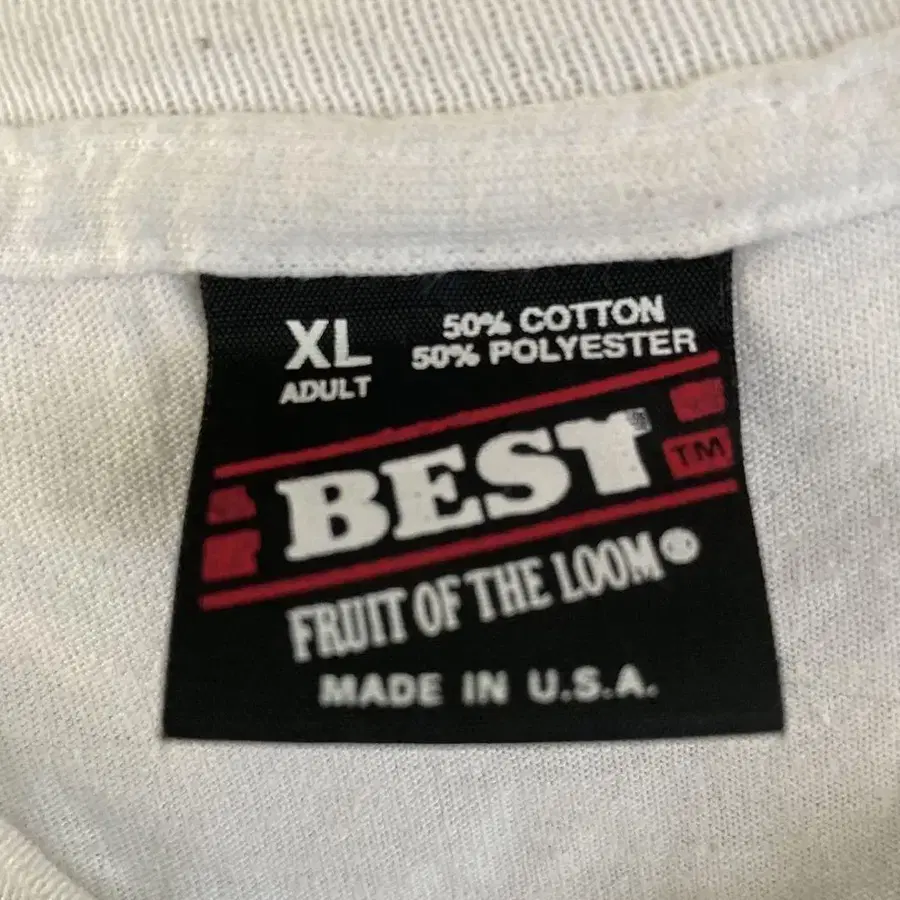 XL
ADULT
50% COTTON
50% POLYESTER
BEST
TM
FRUIT OF THE LOOM
MADE IN U.S.A.